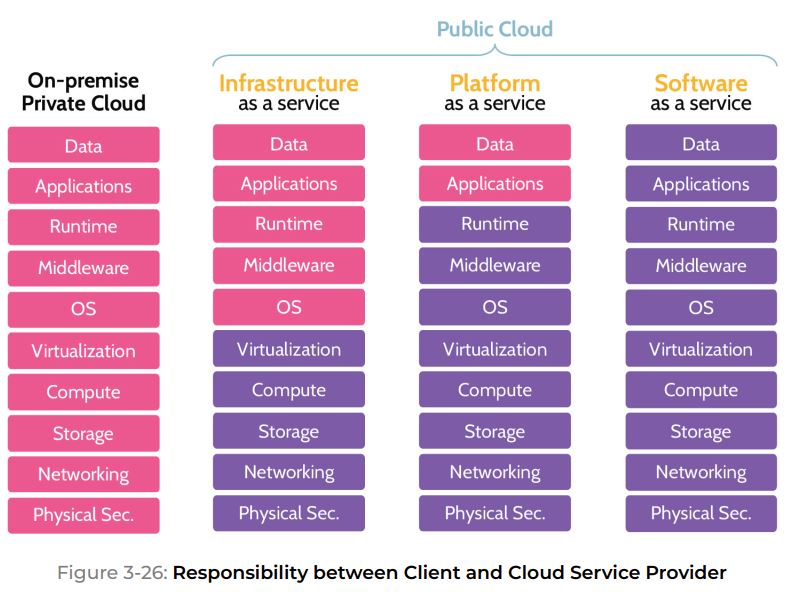 Public Cloud
On-premise
Private Cloud
Data
Applications
Runtime
Middleware
OS
Virtualization
Compute
Storage
Networking
Physical Sec.
Infrastructure
as a service
Data
Applications
Runtime
Middleware
OS
Virtualization
Compute
Storage
Networking
Physical Sec.
Platform
as a service
Data
Applications
Runtime
Middleware
OS
Virtualization
Compute
Storage
Networking
Physical Sec.
Software
as a service
Data
Applications
Runtime
Middleware
OS
Virtualization
Compute
Storage
Networking
Physical Sec.
Figure 3-26: Responsibility between Client and Cloud Service Provider